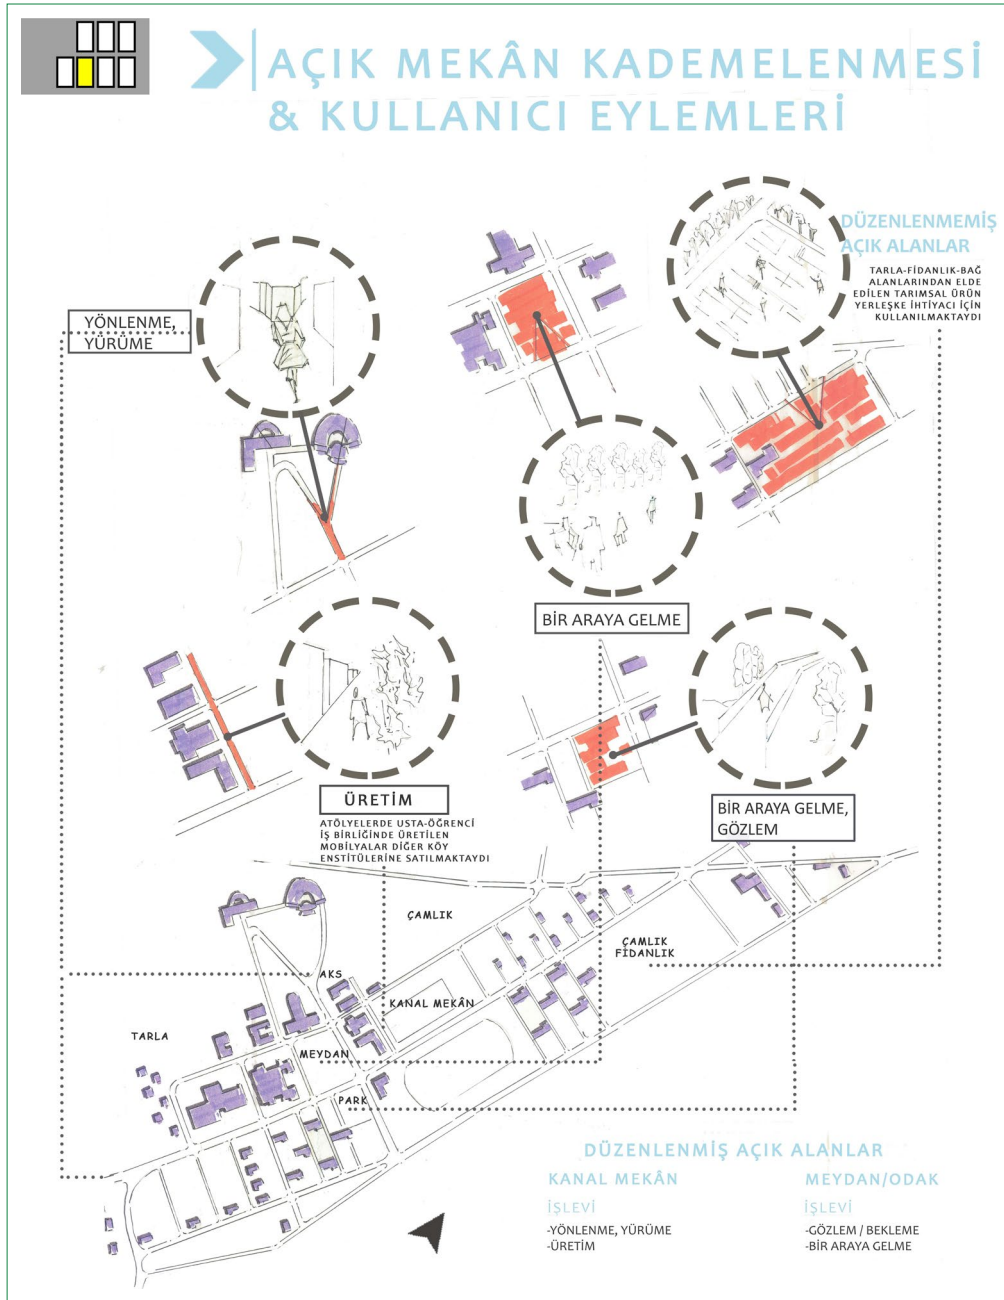 AÇIK MEKÂN KADEMELENMESİ
& KULLANICI EYLEMLERİ
DÜZENLENMEMİŞ
AÇIK ALANLAR
TARLA-FİDANLIK-BAĞ
ALANLARINDAN ELDE
EDİLEN TARIMSAL ÜRÜN
YERLEŞKE İHTİYACI İÇİN
KULLANILMAKTAYDI
YÖNLENME,
YÜRÜME
BİR ARAYA GELME
ÜRETİM
ATÖLYELERDE USTA-ÖĞRENCİ
İŞ BİRLİĞİNDE ÜRETİLEN
MOBİLYALAR DİĞER KÖY
ENSTİTÜLERİNE SATILMAKTAYDI
BİR ARAYA GELME,
GÖZLEM
ÇAMLIK
ÇAMLIK
FİDANLIK
AKS
KANAL MEKÂN
TARLA
MEYDAN
PARK
DÜZENLENMİŞ AÇIK ALANLAR
KANAL MEKÂN
İŞLEVİ
-YÖNLENME, YÜRÜME
-ÜRETİM
MEYDAN/ODAK
İŞLEVİ
-GÖZLEM / BEKLEME
-BİR ARAYA GELME